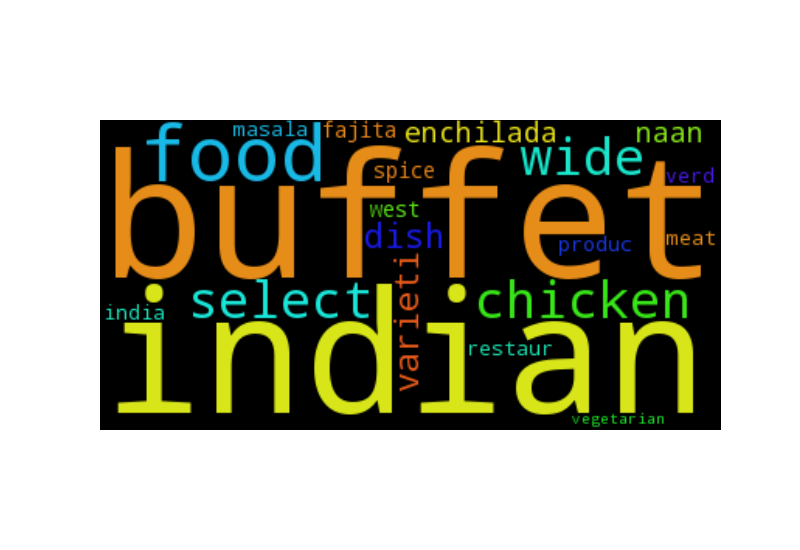 masala fajita enchilada naan
food wide
spice verd
buffet
west
dish produc meat
select chicken
india varieti
indian
restaur
vegetarian